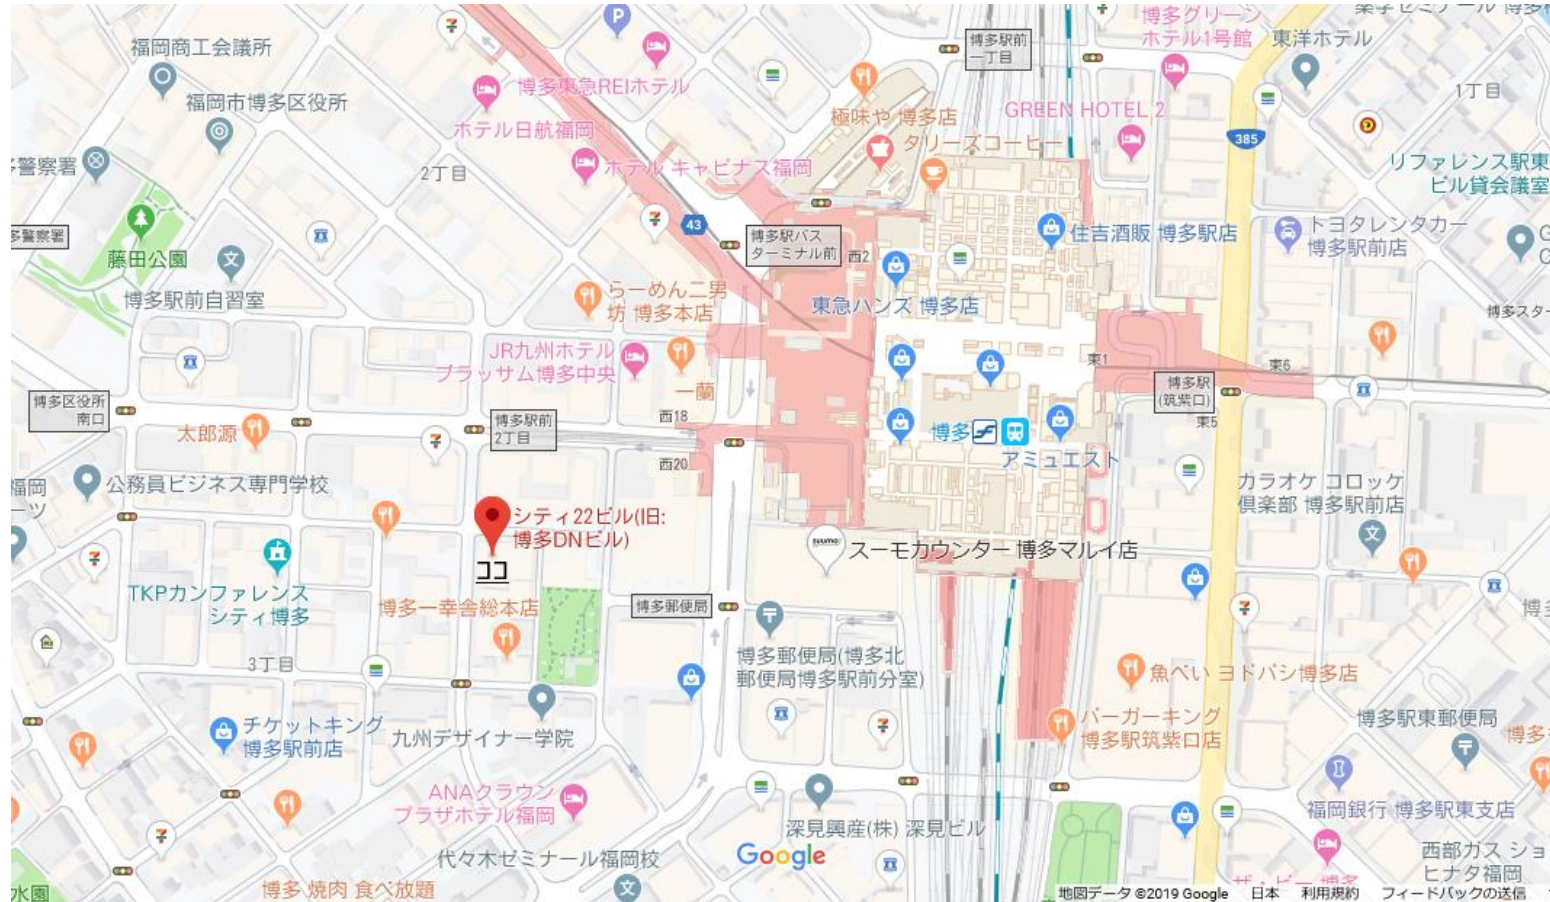 福岡商工会議所
福岡市博多区役所
警察署
多警察署
藤田公園
博多駅前自習室
2丁目
博多東急REIホテル
ホテル日航福岡
ホテル キャビナス福岡
43
博多駅バス
ターミナル前
西2
らーめん二男
坊 博多本店
JR九州ホテル
ブラッサム博多中央
一蘭
極味や 博多店
タリーズコーヒー
博多駅前
一丁目
博多グリーン
ホテル1号館
東洋ホテル
GREEN HOTEL 2
385
1丁目
リファレンス駅東
ビル貸会議室
住吉酒販 博多駅店
トヨタレンタカー
博多駅前店
東急ハンズ 博多店
博多スター
東1
東6
博多駅
(筑紫口)
東5
博多区役所
南口
太郎源
博多駅前
2丁目
西18
西20
博多
アミュエスト
カラオケ コロッケ
倶楽部 博多駅前店
福岡
ーツ
公務員ビジネス専門学校
シティ22ビル(旧:
博多DNビル)
ココ
SUUMO
スーモカウンター 博多マルイ店
TKPカンファレンス
シティ博多
博多一幸舎総本店
博多郵便局
博多郵便局(博多北
郵便局博多駅前分室)
3丁目
魚べい ヨドバシ博多店
チケットキング
博多駅前店
九州デザイナー学院
バーガーキング
博多駅筑紫口店
博多駅東郵便局
博多
ANAクラウン
プラザホテル福岡
深見興産(株) 深見ビル
福岡銀行 博多駅東支店
代々木ゼミナール福岡校
Google
西部ガス ショ
ヒナタ福岡
水園
博多 焼肉 食べ放題
ザ・ビー 博多
地図データ ©2019 Google 日本 利用規約 フィードバックの送信